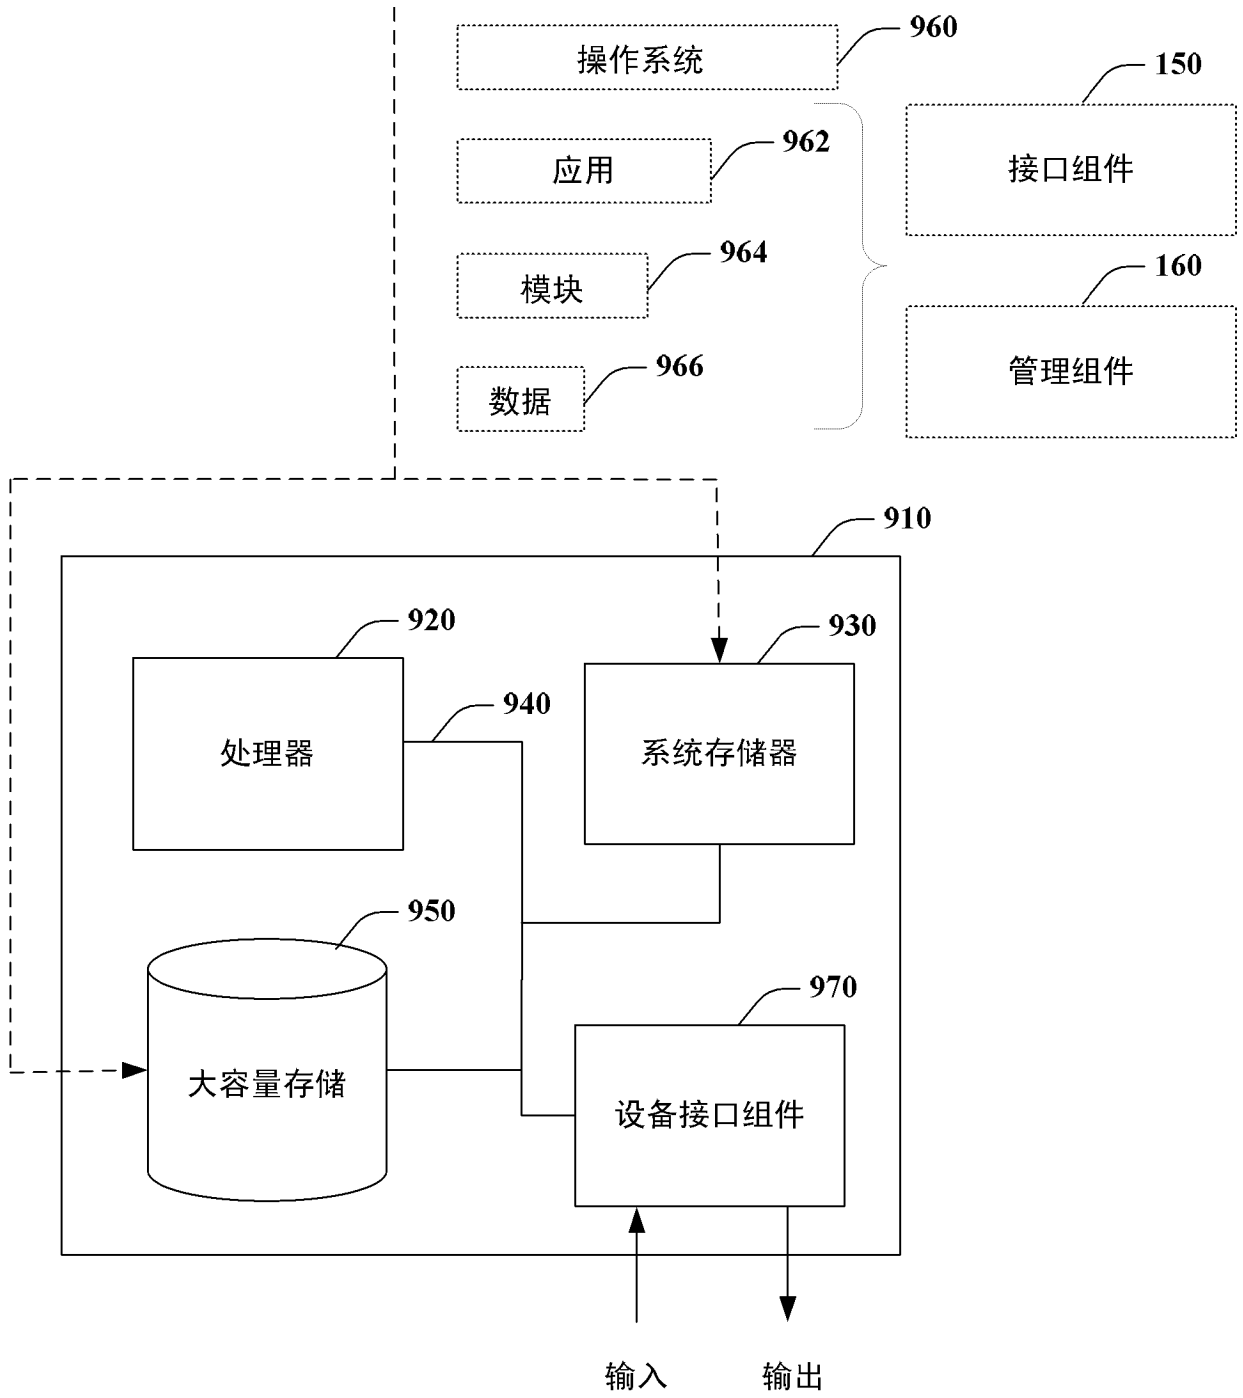 960
操作系统
150
962
应用
接口组件
964
模块
160
966
数据
管理组件
910
920
930
940
处理器
系统存储器
950
970
大容量存储
设备接口组件
输入
输出